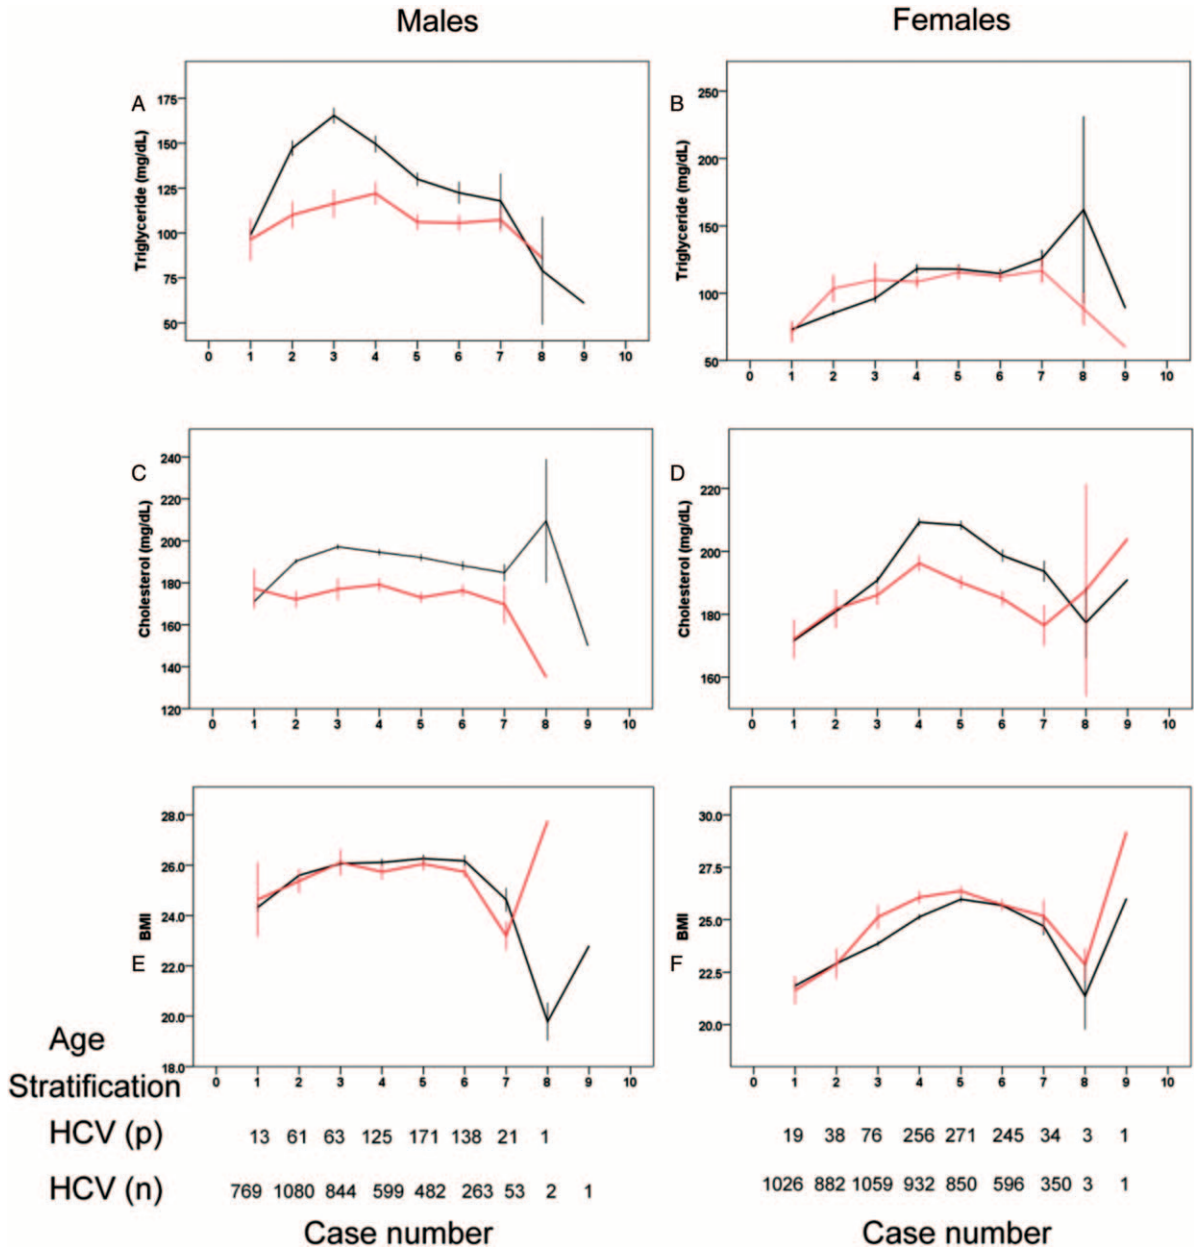 Males
Females
A
Triglyceride (mg/dL)
175
150
125
100
75
50
0 1 2 3 4 5 6 7 8 9 10
B
Triglyceride (mg/dL)
250
200
150
100
50
0 1 2 3 4 5 6 7 8 9 10
C
Cholesterol (mg/dL)
240
220
200
180
160
140
120
0 1 2 3 4 5 6 7 8 9 10
D
Cholesterol (mg/dL)
220
200
180
160
0 1 2 3 4 5 6 7 8 9 10
E
BMI
28.0
26.0
24.0
22.0
20.0
18.0
0 1 2 3 4 5 6 7 8 9 10
F
BMI
30.0
27.5
25.0
22.5
20.0
0 1 2 3 4 5 6 7 8 9 10
Age
Stratification
HCV (p) 13 61 63 125 171 138 21 1 19 38 76 256 271 245 34 3 1
HCV (n) 769 1080 844 599 482 263 53 2 1 1026 882 1059 932 850 596 350 3 1
Case number
Case number